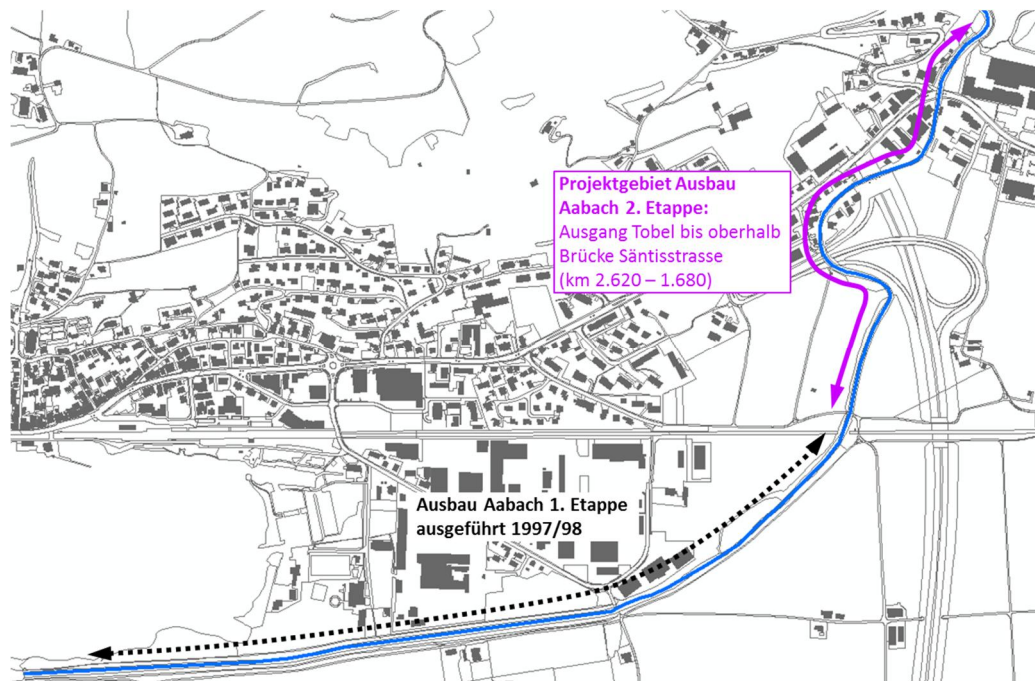 Projektgebiet Ausbau
Aabach 2. Etappe:
Ausgang Tobel bis oberhalb
Brücke Säntisstrasse
(km 2.620 – 1.680)
Ausbau Aabach 1. Etappe
ausgeführt 1997/98